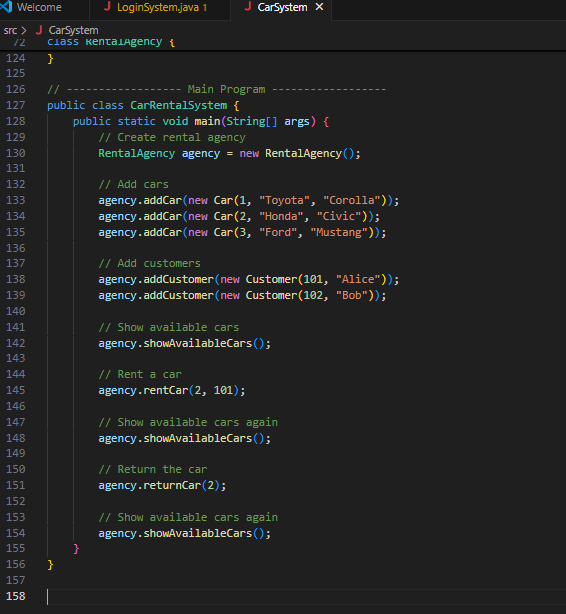 Welcome
J LoginSystem.java 1
J CarSystem ×
src > J CarSystem
72 class RentalAgency {
124 }
125
126 // ------------------ Main Program ------------------
127 public class CarRentalSystem {
128 public static void main(String[] args) {
129 // Create rental agency
130 RentalAgency agency = new RentalAgency();
131
132 // Add cars
133 agency.addCar(new Car(1, "Toyota", "Corolla"));
134 agency.addCar(new Car(2, "Honda", "Civic"));
135 agency.addCar(new Car(3, "Ford", "Mustang"));
136
137 // Add customers
138 agency.addCustomer(new Customer(101, "Alice"));
139 agency.addCustomer(new Customer(102, "Bob"));
140
141 // Show available cars
142 agency.showAvailableCars();
143
144 // Rent a car
145 agency.rentCar(2, 101);
146
147 // Show available cars again
148 agency.showAvailableCars();
149
150 // Return the car
151 agency.returnCar(2);
152
153 // Show available cars again
154 agency.showAvailableCars();
155 }
156 }
157
158